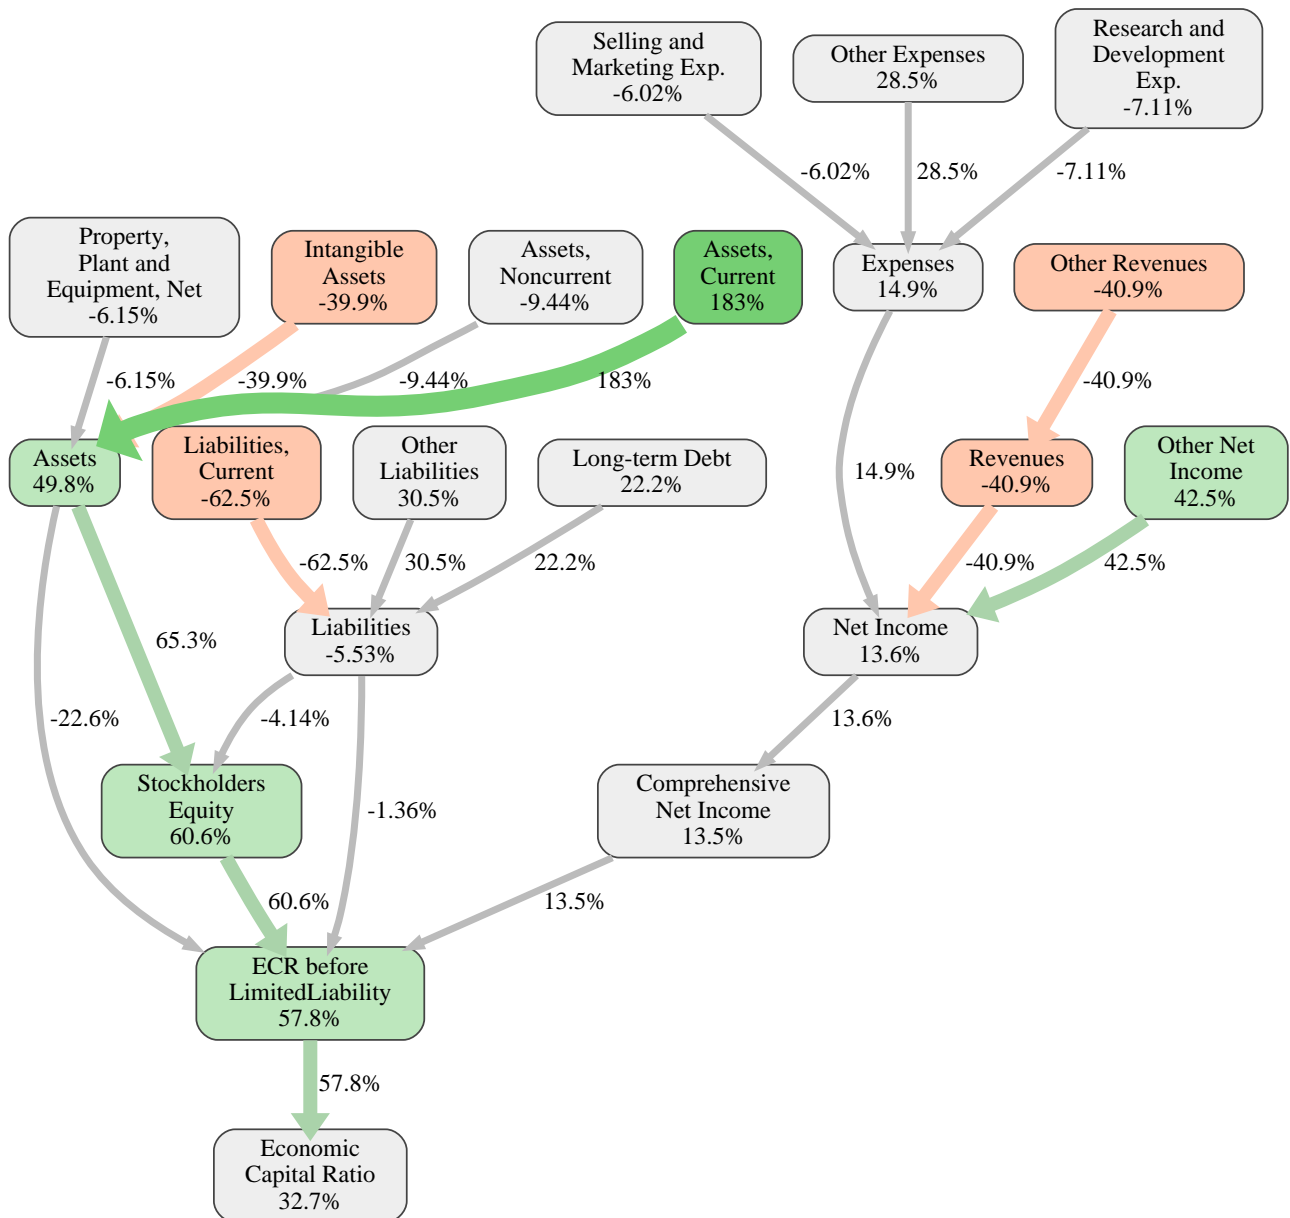 Selling and
Marketing Exp.
-6.02%
Other Expenses
28.5%
Research and
Development
Exp.
-7.11%
-6.02%
28.5%
-7.11%
Property,
Plant and
Equipment, Net
-6.15%
Intangible
Assets
-39.9%
Assets,
Noncurrent
-9.44%
Assets,
Current
183%
Expenses
14.9%
Other Revenues
-40.9%
-6.15%
-39.9%
-9.44%
183%
-40.9%
Assets
49.8%
Liabilities,
Current
-62.5%
Other
Liabilities
30.5%
Long-term Debt
22.2%
14.9%
Revenues
-40.9%
Other Net
Income
42.5%
-62.5%
30.5%
22.2%
-40.9%
42.5%
65.3%
Liabilities
-5.53%
Net Income
13.6%
-22.6%
-4.14%
13.6%
Stockholders
Equity
60.6%
-1.36%
Comprehensive
Net Income
13.5%
60.6%
13.5%
ECR before
LimitedLiability
57.8%
57.8%
Economic
Capital Ratio
32.7%